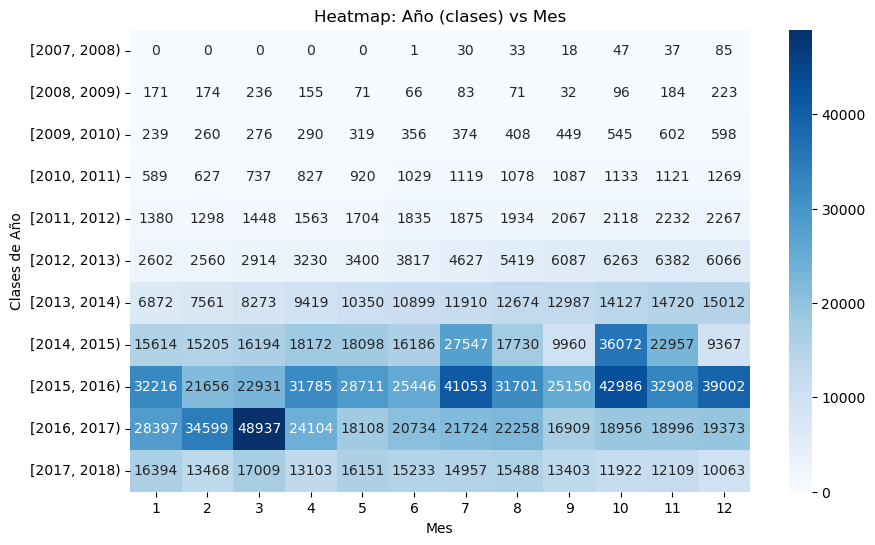 Heatmap: Año (clases) vs Mes
[2007, 2008) 0 0 0 0 0 1 30 33 18 47 37 85
[2008, 2009) 171 174 236 155 71 66 83 71 32 96 184 223
[2009, 2010) 239 260 276 290 319 356 374 408 449 545 602 598
[2010, 2011) 589 627 737 827 920 1029 1119 1078 1087 1133 1121 1269
[2011, 2012) 1380 1298 1448 1563 1704 1835 1875 1934 2067 2118 2232 2267
[2012, 2013) 2602 2560 2914 3230 3400 3817 4627 5419 6087 6263 6382 6066
[2013, 2014) 6872 7561 8273 9419 10350 10899 11910 12674 12987 14127 14720 15012
[2014, 2015) 15614 15205 16194 18172 18098 16186 27547 17730 9960 36072 22957 9367
[2015, 2016) 32216 21656 22931 31785 28711 25446 41053 31701 25150 42986 32908 39002
[2016, 2017) 28397 34599 48937 24104 18108 20734 21724 22258 16909 18956 18996 19373
[2017, 2018) 16394 13468 17009 13103 16151 15233 14957 15488 13403 11922 12109 10063
1 2 3 4 5 6 7 8 9 10 11 12
Mes
Clases de Año
40000
30000
20000
10000
0